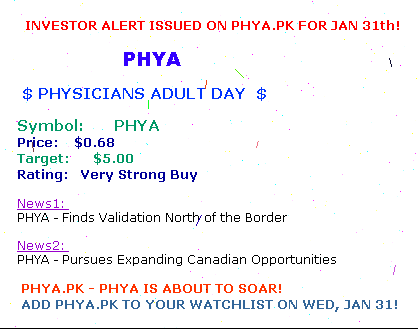 INVESTOR ALERT ISSUED ON PHYA.PK FOR JAN 31th!
PHYA
$ PHYSICIANS ADULT DAY $
Symbol: PHYA
Price: $0.68
Target: $5.00
Rating: Very Strong Buy
News1:
PHYA - Finds Validation North of the Border
News2:
PHYA - Pursues Expanding Canadian Opportunities
PHYA.PK - PHYA IS ABOUT TO SOAR!
ADD PHYA.PK TO YOUR WATCHLIST ON WED, JAN 31!